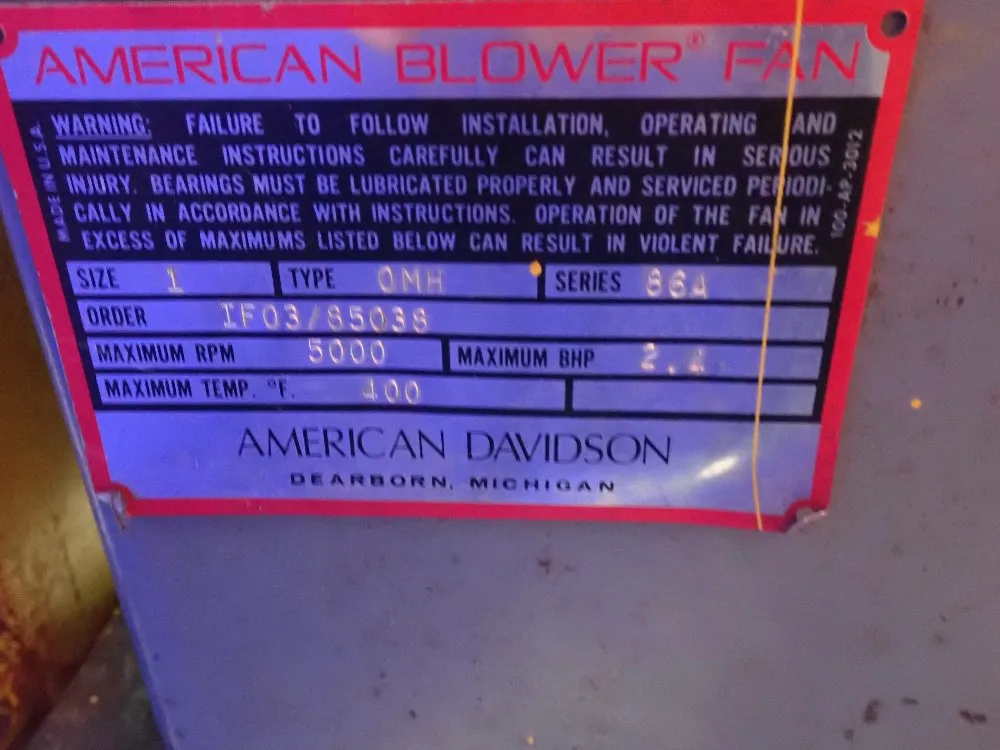 AMERICAN BLOWER® FAN
MADE IN U.S.A.
WARNING: FAILURE TO FOLLOW INSTALLATION, OPERATING AND
MAINTENANCE INSTRUCTIONS CAREFULLY CAN RESULT IN SERIOUS
INJURY. BEARINGS MUST BE LUBRICATED PROPERLY AND SERVICED PERIODI-
CALLY IN ACCORDANCE WITH INSTRUCTIONS. OPERATION OF THE FAN IN
EXCESS OF MAXIMUMS LISTED BELOW CAN RESULT IN VIOLENT FAILURE.
100-AP-3012
SIZE 1 TYPE OMH SERIES 86A
ORDER IF03/85038
MAXIMUM RPM 5000 MAXIMUM BHP
MAXIMUM TEMP. °F. 400
AMERICAN DAVIDSON
DEARBORN, MICHIGAN